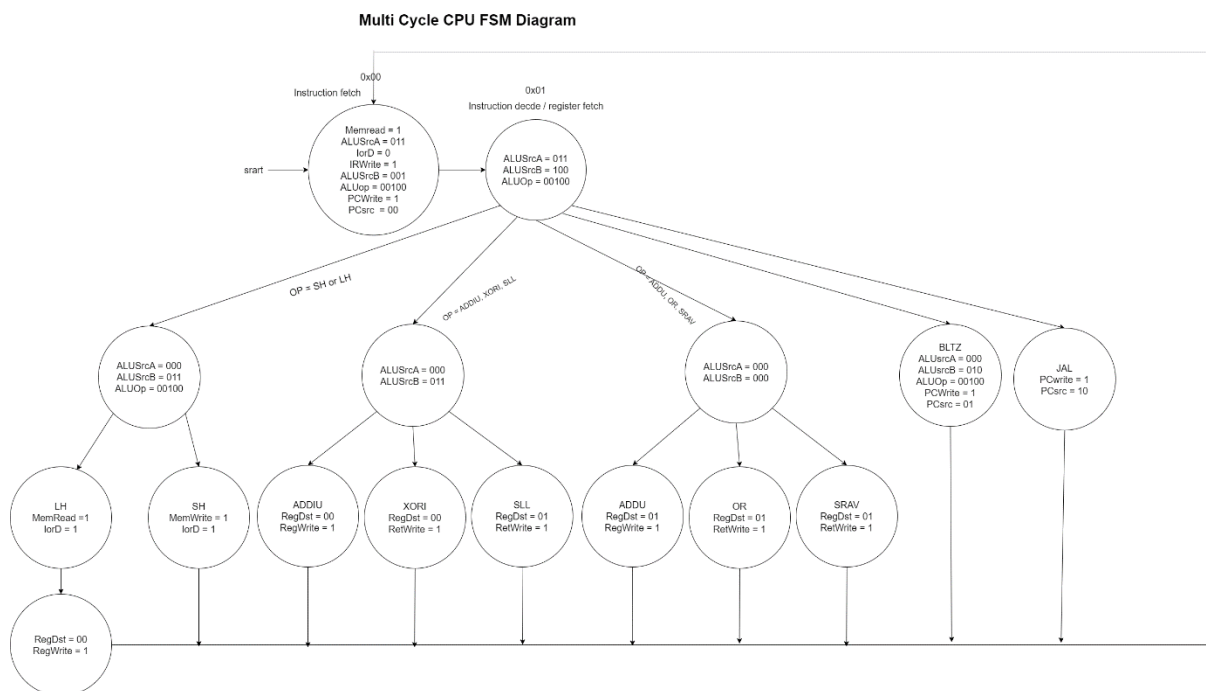 Multi Cycle CPU FSM Diagram
0x00
Instruction fetch
0x01
Instruction decde / register fetch
srart
Memread = 1
ALUSrcA = 011
IorD = 0
IRWrite = 1
ALUSrcB = 001
ALUop = 00100
PCWrite = 1
PCsrc = 00
ALUSrcA = 011
ALUSrcB = 100
ALUOp = 00100
OP = SH or LH
OP = ADDIU, XORI, SLL
OP = ADDU, OR, SRAV
ALUSrcA = 000
ALUSrcB = 011
ALUOp = 00100
ALUSrcA = 000
ALUSrcB = 011
ALUSrcA = 000
ALUSrcB = 000
BLTZ
ALUsrcA = 000
ALUsrcB = 010
ALUOp = 00100
PCWrite = 1
PCsrc = 01
JAL
PCwrite = 1
PCsrc = 10
LH
MemRead =1
IorD = 1
SH
MemWrite = 1
IorD = 1
ADDIU
RegDst = 00
RegWrite = 1
XORI
RegDst = 00
RetWrite = 1
SLL
RegDst = 01
RetWrite = 1
ADDU
RegDst = 01
RegWrite = 1
OR
RegDst = 01
RetWrite = 1
SRAV
RegDst = 01
RetWrite = 1
RegDst = 00
RegWrite = 1